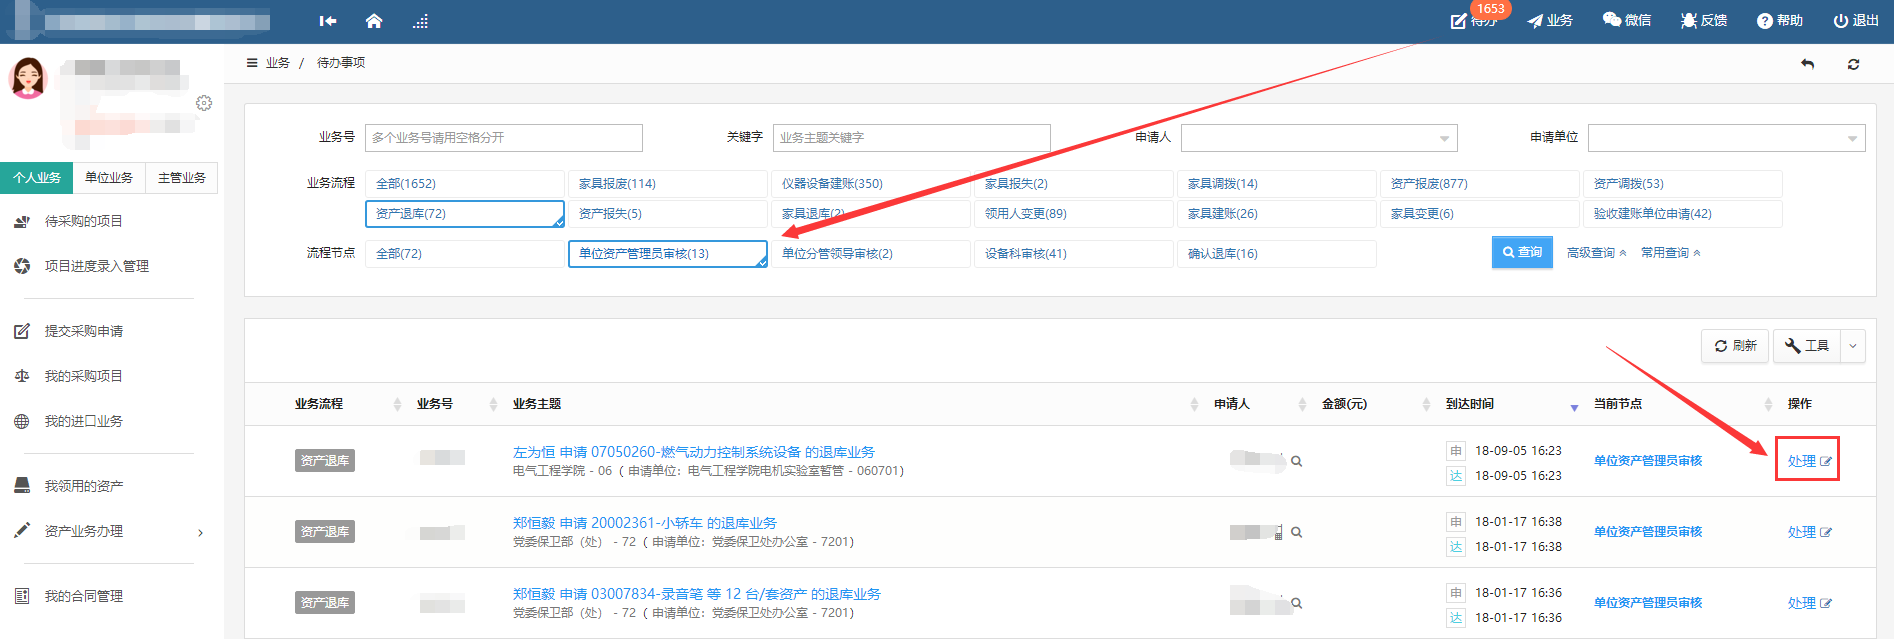 1653
待办 业务 微信 反馈 帮助 退出
业务 / 待办事项
个人业务 单位业务 主管业务
待采购的项目
项目进度录入管理
提交采购申请
我的采购项目
我的进口业务
我领用的资产
资产业务办理
我的合同管理
业务号 多个业务号请用空格分开 关键字 业务主题关键字 申请人 申请单位
业务流程 全部(1652) 家具报废(114) 仪器设备建账(350) 家具报失(2) 家具调拨(14) 资产报废(877) 资产调拨(53)
资产退库(72) 资产报失(5) 家具退库(2) 领用人变更(89) 家具建账(26) 家具变更(6) 验收建账单位申请(42)
流程节点 全部(72) 单位资产管理员审核(13) 单位分管领导审核(2) 设备科审核(41) 确认退库(16) 查询 高级查询 常用查询
刷新 工具
业务流程 业务号 业务主题 申请人 金额(元) 到达时间 当前节点 操作
资产退库 左为恒 申请 07050260-燃气动力控制系统设备 的退库业务 申 18-09-05 16:23 单位资产管理员审核 处理
电气工程学院 - 06 ( 申请单位：电气工程学院电机实验室暂管 - 060701) 达 18-09-05 16:23
资产退库 郑恒毅 申请 20002361-小轿车 的退库业务 申 18-01-17 16:38 单位资产管理员审核 处理
党委保卫部（处） - 72 ( 申请单位：党委保卫处办公室 - 7201) 达 18-01-17 16:38
资产退库 郑恒毅 申请 03007834-录音笔 等 12 台/套资产 的退库业务 申 18-01-17 16:36 单位资产管理员审核 处理
党委保卫部（处） - 72 ( 申请单位：党委保卫处办公室 - 7201) 达 18-01-17 16:36